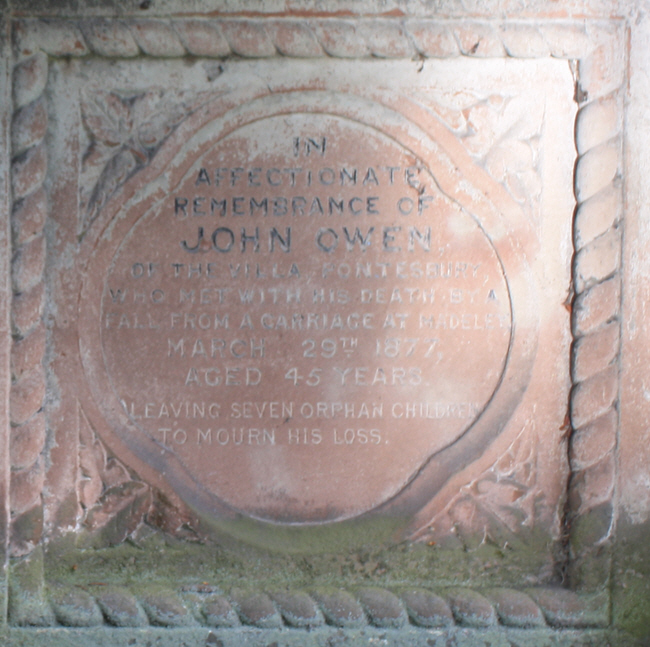 IN
AFFECTIONATE
REMEMBRANCE OF
JOHN OWEN
OF THE VILLA, PONTESBURY,
WHO MET WITH HIS DEATH BY A
FALL FROM A CARRIAGE AT
MARCH 29TH 1877,
AGED 45 YEARS.
LEAVING SEVEN ORPHAN CHILDREN
TO MOURN HIS LOSS.